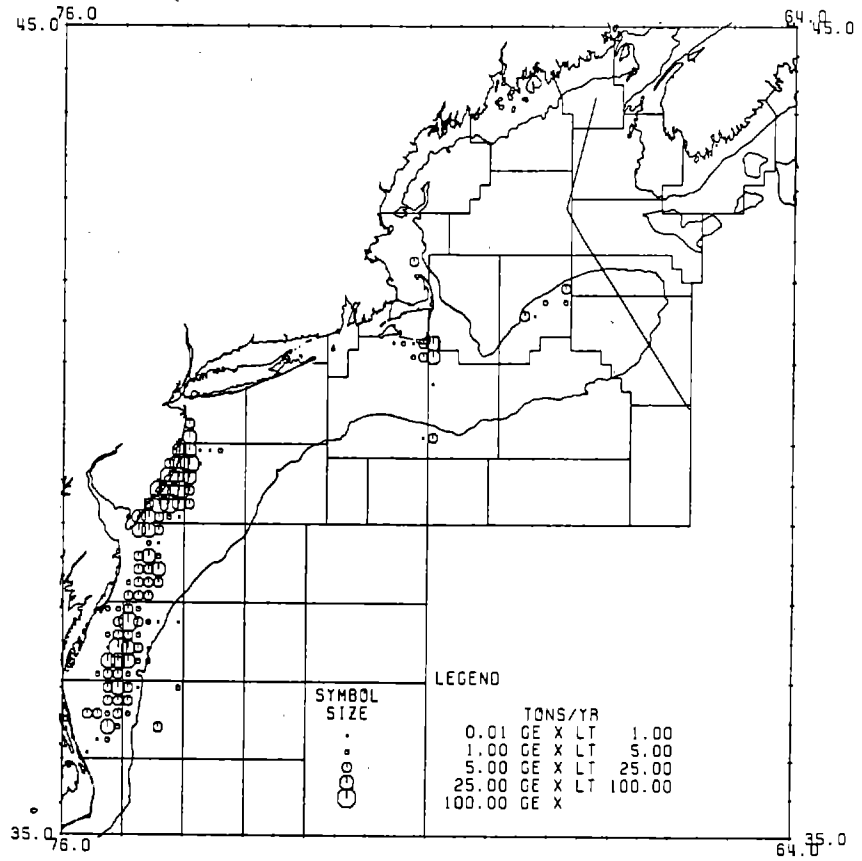 76.0 64.0
45.0 45.0
LEGEND
SYMBOL
SIZE
TONS/YR
0.01 GE X LT 1.00
1.00 GE X LT 5.00
5.00 GE X LT 25.00
25.00 GE X LT 100.00
100.00 GE X
35.0 35.0
76.0 64.0